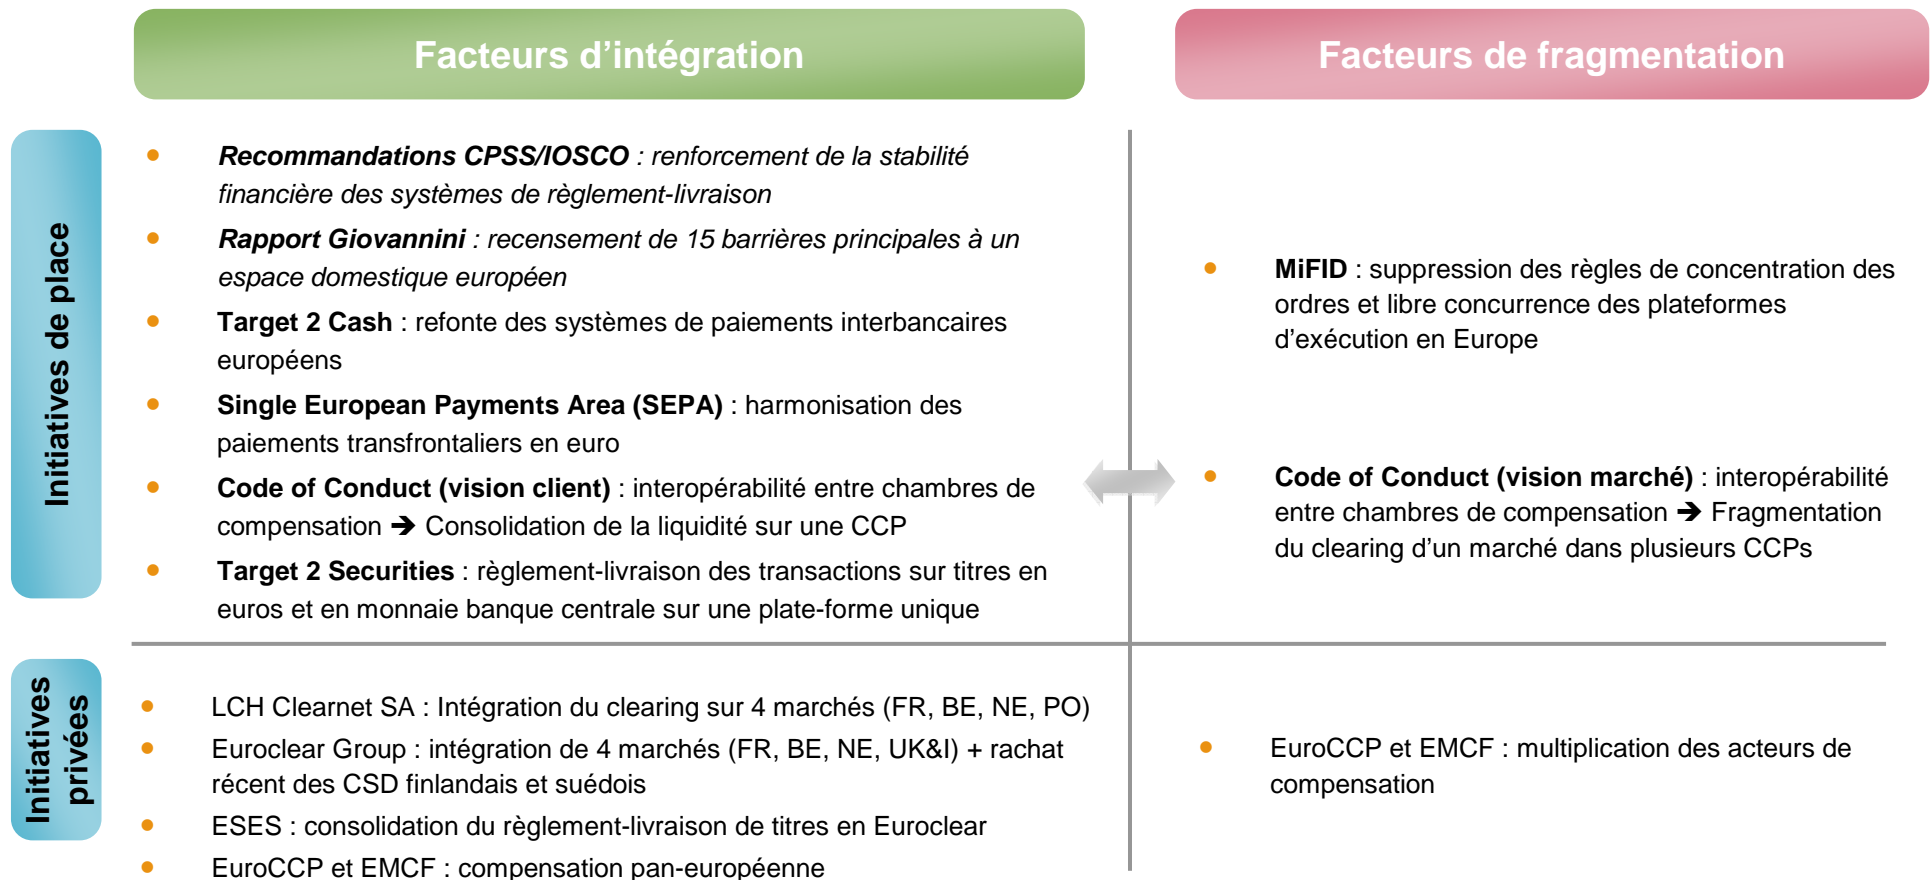 Facteurs d’intégration
Facteurs de fragmentation
Initiatives de place
• Recommandations CPSS/IOSCO : renforcement de la stabilité
financière des systèmes de règlement-livraison
• Rapport Giovannini : recensement de 15 barrières principales à un
espace domestique européen
• Target 2 Cash : refonte des systèmes de paiements interbancaires
européens
• Single European Payments Area (SEPA) : harmonisation des
paiements transfrontaliers en euro
• Code of Conduct (vision client) : interopérabilité entre chambres de
compensation ➔ Consolidation de la liquidité sur une CCP
• Target 2 Securities : règlement-livraison des transactions sur titres en
euros et en monnaie banque centrale sur une plate-forme unique
• MiFID : suppression des règles de concentration des
ordres et libre concurrence des plateformes
d’exécution en Europe
• Code of Conduct (vision marché) : interopérabilité
entre chambres de compensation ➔ Fragmentation
du clearing d’un marché dans plusieurs CCPs
Initiatives
privées
• LCH Clearnet SA : Intégration du clearing sur 4 marchés (FR, BE, NE, PO)
• Euroclear Group : intégration de 4 marchés (FR, BE, NE, UK&I) + rachat
récent des CSD finlandais et suédois
• ESES : consolidation du règlement-livraison de titres en Euroclear
• EuroCCP et EMCF : compensation pan-européenne
• EuroCCP et EMCF : multiplication des acteurs de
compensation